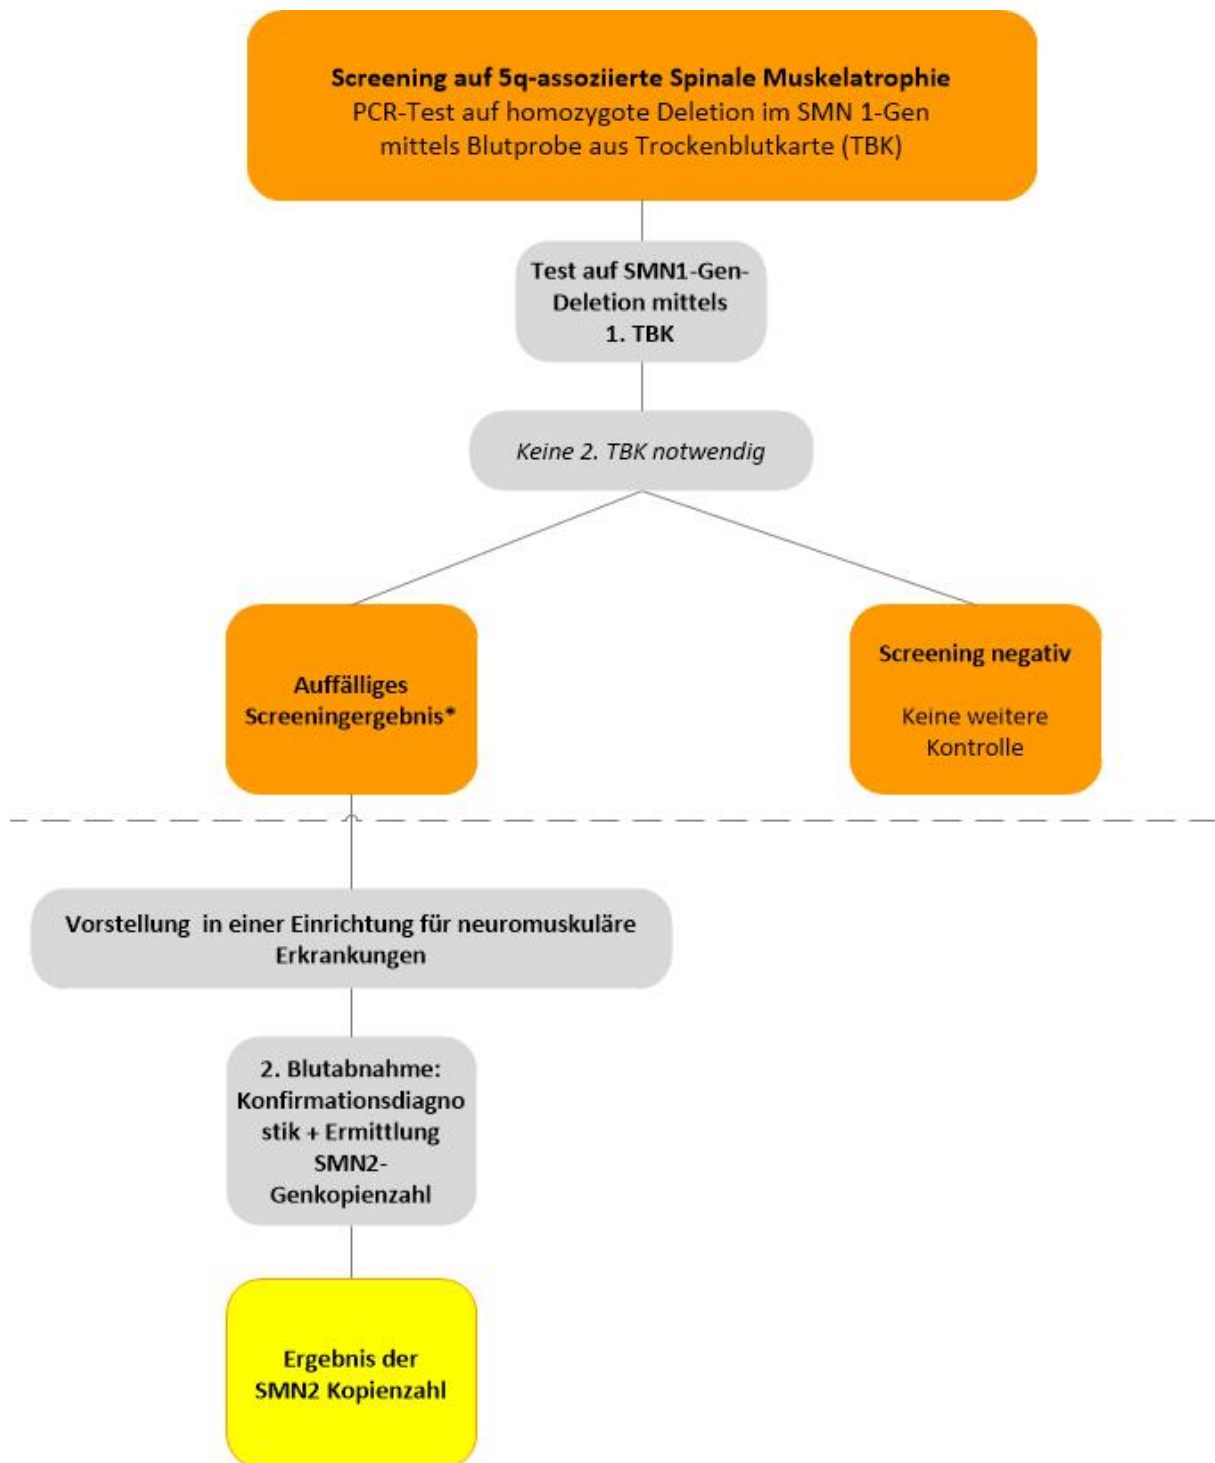 Screening auf 5q-assoziierte Spinale Muskelatrophie
PCR-Test auf homozygote Deletion im SMN 1-Gen
mittels Blutprobe aus Trockenblutkarte (TBK)
Test auf SMN1-Gen-
Deletion mittels
1. TBK
Keine 2. TBK notwendig
Auffälliges
Screeningergebnis*
Screening negativ
Keine weitere
Kontrolle
Vorstellung in einer Einrichtung für neuromuskuläre
Erkrankungen
2. Blutabnahme:
Konfirmationsdiagno
stik + Ermittlung
SMN2-
Genkopienzahl
Ergebnis der
SMN2 Kopienzahl